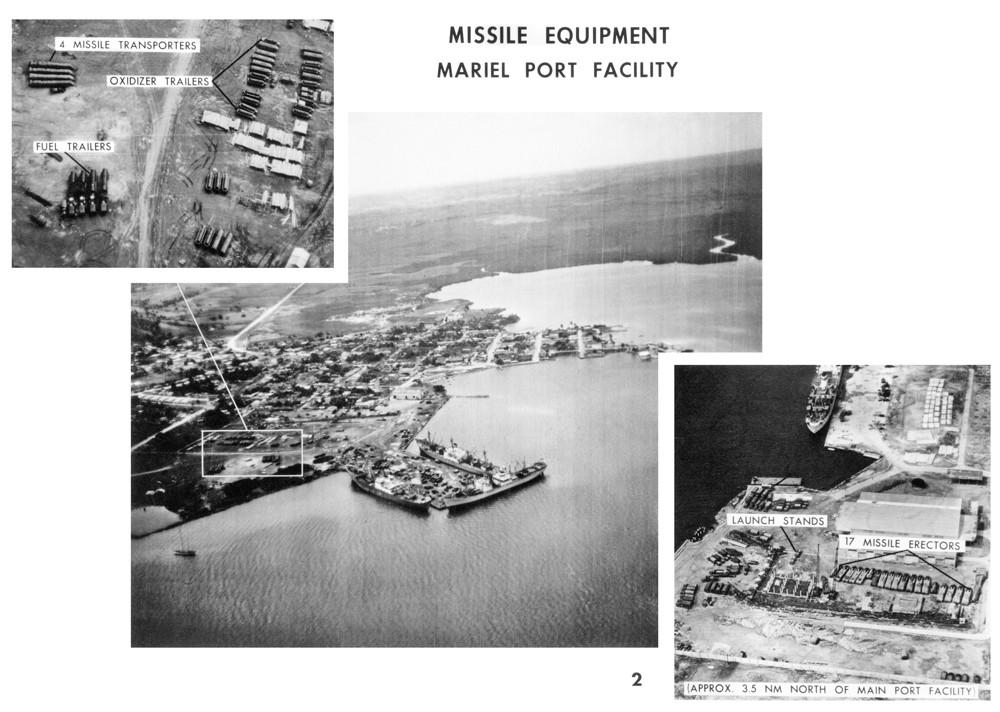 MISSILE EQUIPMENT
MARIEL PORT FACILITY
4 MISSILE TRANSPORTERS
OXIDIZER TRAILERS
FUEL TRAILERS
LAUNCH STANDS
17 MISSILE ERECTORS
(APPROX. 3.5 NM NORTH OF MAIN PORT FACILITY)
2